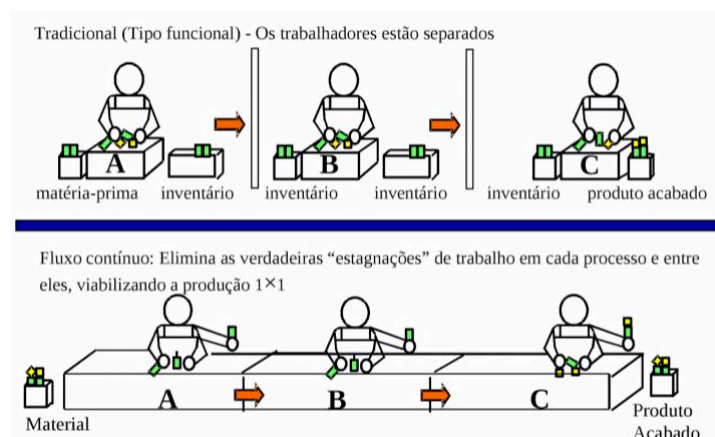 Tradicional (Tipo funcional) - Os trabalhadores estão separados
A
B
C
matéria-prima inventário inventário inventário inventário produto acabado
Fluxo contínuo: Elimina as verdadeiras “estagnações” de trabalho em cada processo e entre
eles, viabilizando a produção 1×1
A
B
C
Material
Produto
Acabado